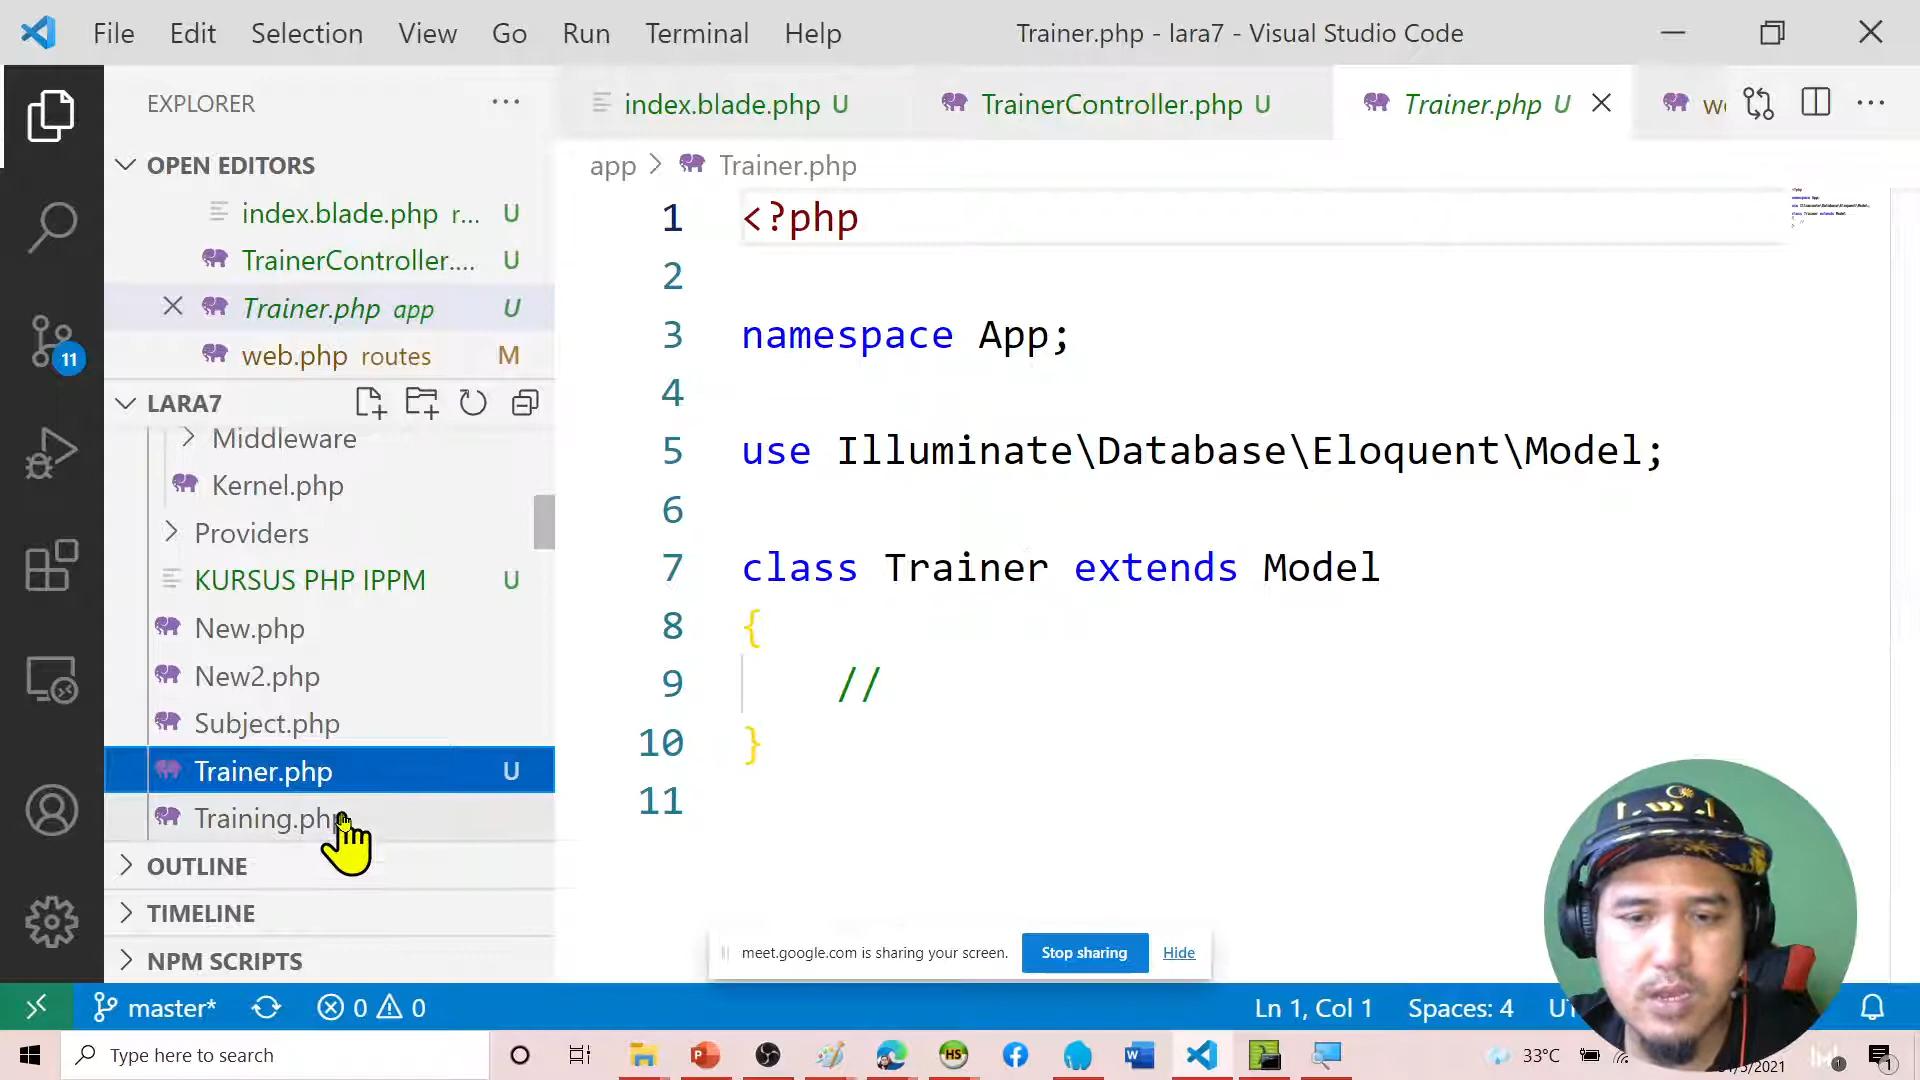 File Edit Selection View Go Run Terminal Help Trainer.php - lara7 - Visual Studio Code
EXPLORER
index.blade.php U TrainerController.php U Trainer.php U
OPEN EDITORS
app > Trainer.php
index.blade.php r... U
TrainerController.... U
Trainer.php app U
web.php routes M
LARA7
Middleware
Kernel.php
Providers
KURSUS PHP IPPM U
New.php
New2.php
Subject.php
Trainer.php U
Training.php
OUTLINE
TIMELINE
NPM SCRIPTS
11
1 <?php
2
3 namespace App;
4
5 use Illuminate\Database\Eloquent\Model;
6
7 class Trainer extends Model
8 {
9 //
10 }
11
meet.google.com is sharing your screen. Stop sharing Hide
master* 0 0 Ln 1, Col 1 Spaces: 4
Type here to search HS 33°C
1